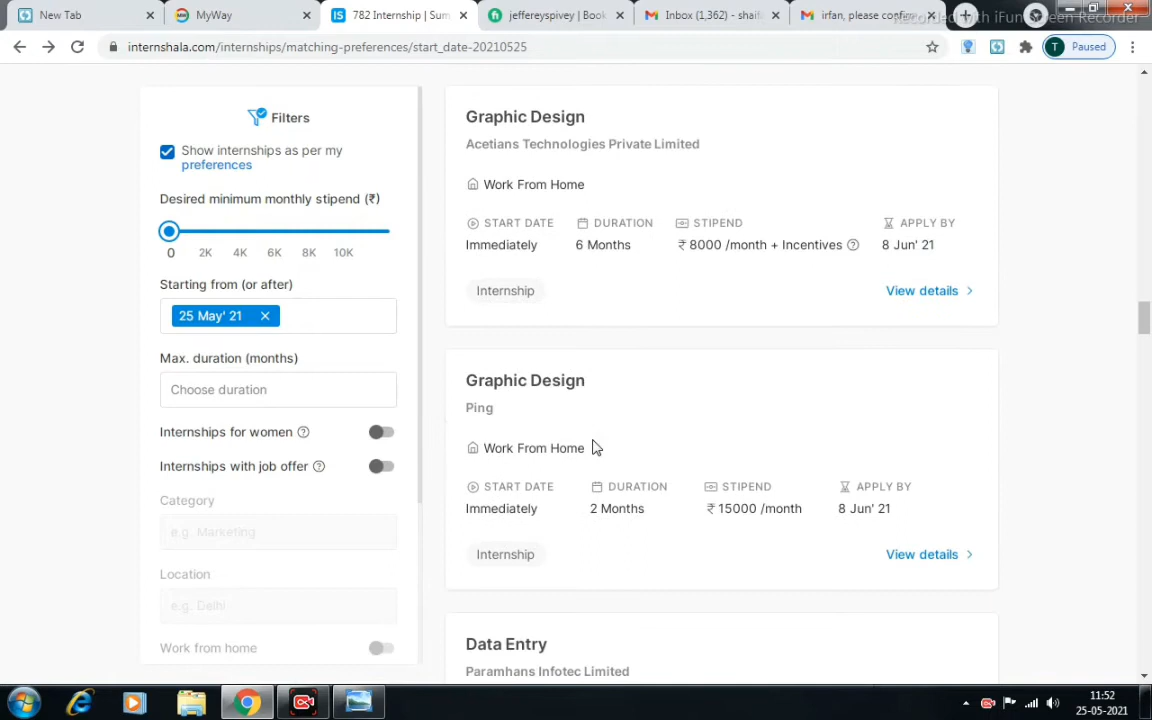 New Tab
MyWay
782 Internship | Sum
jeffereyspivey | Book
Inbox (1,362) - shaif
irfan, please confirm
with iFun Screen Recorder
internshala.com/internships/matching-preferences/start_date-20210525
T Paused
Filters
Show internships as per my
preferences
Desired minimum monthly stipend (₹)
0 2K 4K 6K 8K 10K
Starting from (or after)
25 May' 21
Max. duration (months)
Choose duration
Internships for women
Internships with job offer
Category
e.g. Marketing
Location
e.g. Delhi
Work from home
Graphic Design
Acetians Technologies Private Limited
Work From Home
START DATE DURATION STIPEND APPLY BY
Immediately 6 Months ₹ 8000 /month + Incentives 8 Jun' 21
Internship View details
Graphic Design
Ping
Work From Home
START DATE DURATION STIPEND APPLY BY
Immediately 2 Months ₹ 15000 /month 8 Jun' 21
Internship View details
Data Entry
Paramhans Infotec Limited
11:52
25-05-2021